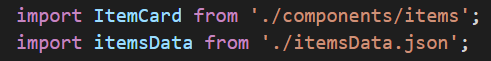 import ItemCard from './components/items';
import itemsData from './itemsData.json';